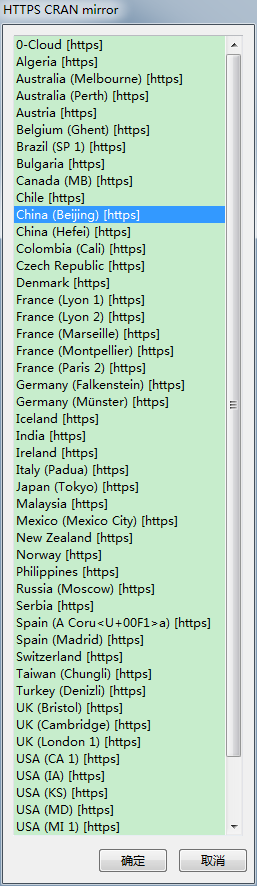 HTTPS CRAN mirror
0-Cloud [https]
Algeria [https]
Australia (Melbourne) [https]
Australia (Perth) [https]
Austria [https]
Belgium (Ghent) [https]
Brazil (SP 1) [https]
Bulgaria [https]
Canada (MB) [https]
Chile [https]
China (Beijing) [https]
China (Hefei) [https]
Colombia (Cali) [https]
Czech Republic [https]
Denmark [https]
France (Lyon 1) [https]
France (Lyon 2) [https]
France (Marseille) [https]
France (Montpellier) [https]
France (Paris 2) [https]
Germany (Falkenstein) [https]
Germany (Münster) [https]
Iceland [https]
India [https]
Ireland [https]
Italy (Padua) [https]
Japan (Tokyo) [https]
Malaysia [https]
Mexico (Mexico City) [https]
New Zealand [https]
Norway [https]
Philippines [https]
Russia (Moscow) [https]
Serbia [https]
Spain (A Coru<U+00F1>a) [https]
Spain (Madrid) [https]
Switzerland [https]
Taiwan (Chungli) [https]
Turkey (Denizli) [https]
UK (Bristol) [https]
UK (Cambridge) [https]
UK (London 1) [https]
USA (CA 1) [https]
USA (IA) [https]
USA (KS) [https]
USA (MD) [https]
USA (MI 1) [https]
确定 取消